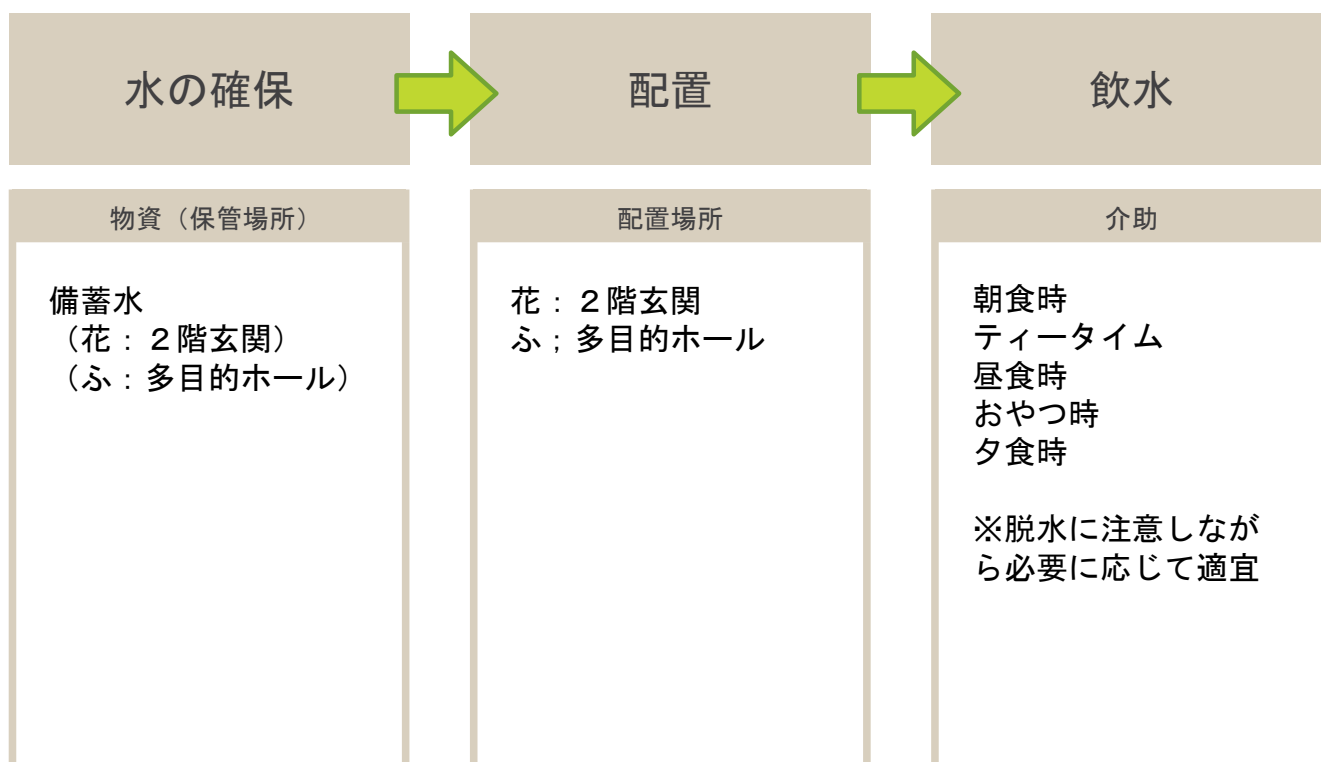 水の確保
配置
飲水
物資（保管場所）
備蓄水
（花：２階玄関）
（ふ：多目的ホール）
配置場所
花：２階玄関
ふ；多目的ホール
介助
朝食時
ティータイム
昼食時
おやつ時
夕食時
※脱水に注意しなが
ら必要に応じて適宜